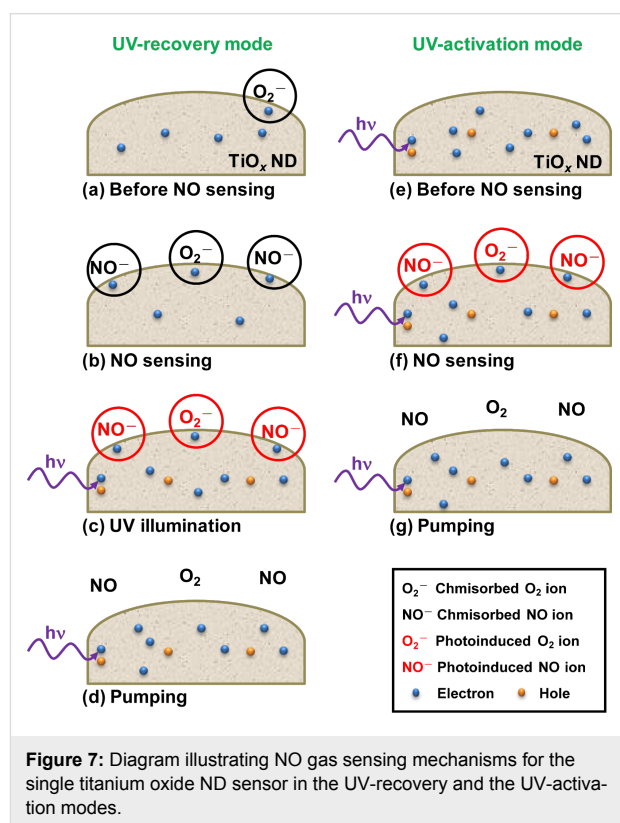 UV-recovery mode
O₂⁻
TiOₓ ND
(a) Before NO sensing
NO⁻ O₂⁻ NO⁻
(b) NO sensing
NO⁻ O₂⁻ NO⁻
hν
(c) UV illumination
NO O₂ NO
hν
(d) Pumping
UV-activation mode
hν
TiOₓ ND
(e) Before NO sensing
NO⁻ O₂⁻ NO⁻
hν
(f) NO sensing
NO O₂ NO
hν
(g) Pumping
O₂⁻ Chmisorbed O₂ ion
NO⁻ Chmisorbed NO ion
O₂⁻ Photoinduced O₂ ion
NO⁻ Photoinduced NO ion
Electron Hole
Figure 7: Diagram illustrating NO gas sensing mechanisms for the
single titanium oxide ND sensor in the UV-recovery and the UV-activa-
tion modes.